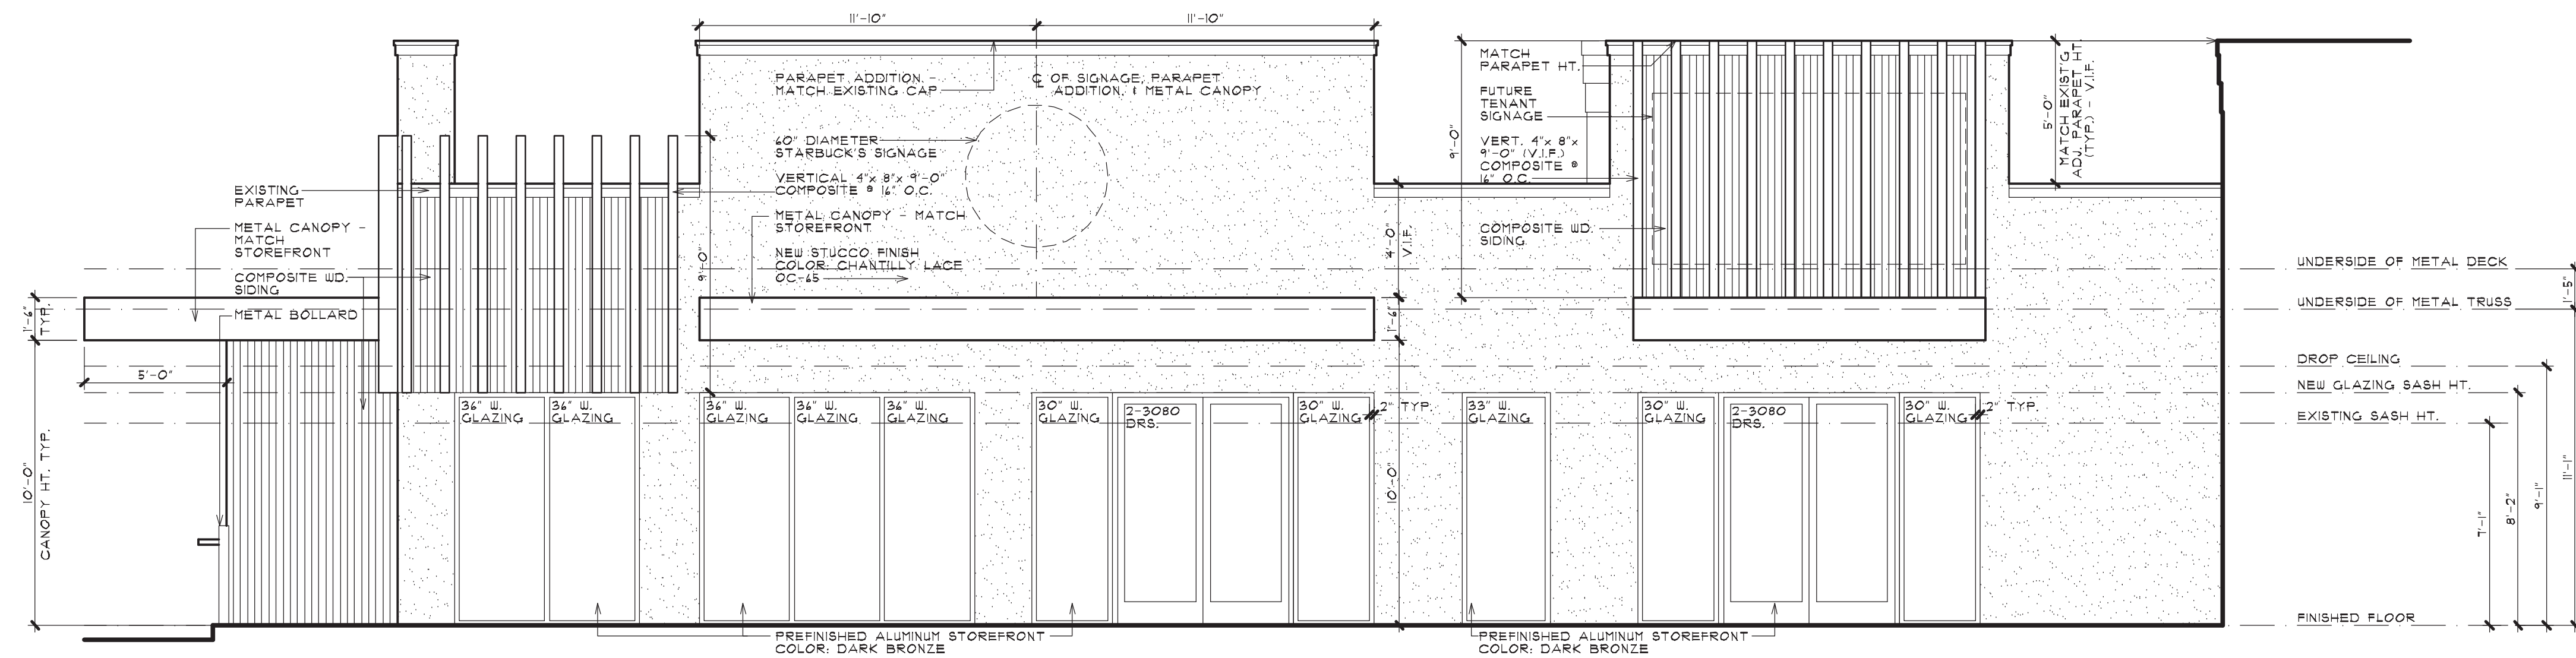 11'-10"
11'-10"
PARAPET ADDITION -
MATCH EXISTING CAP
℄ OF SIGNAGE, PARAPET
ADDITION, & METAL CANOPY
60" DIAMETER
STARBUCK'S SIGNAGE
VERTICAL 4"x 8"x 9'-0"
COMPOSITE @ 16" O.C.
METAL CANOPY - MATCH
STOREFRONT
NEW STUCCO FINISH
COLOR: CHANTILLY LACE
OC-65
EXISTING
PARAPET
METAL CANOPY -
MATCH
STOREFRONT
COMPOSITE WD.
SIDING
METAL BOLLARD
1'-6"
TYP.
5'-0"
10'-0"
CANOPY HT. TYP.
9'-0"
MATCH
PARAPET HT.
FUTURE
TENANT
SIGNAGE
VERT. 4"x 8"x
9'-0" (V.I.F.)
COMPOSITE @
16" O.C.
COMPOSITE WD.
SIDING
9'-0"
4'-0"
V.I.F.
1'-6"
10'-0"
5'-0"
MATCH EXIST'G
ADJ. PARAPET HT.
(TYP.) - V.I.F.
UNDERSIDE OF METAL DECK
UNDERSIDE OF METAL TRUSS
DROP CEILING
NEW GLAZING SASH HT.
EXISTING SASH HT.
FINISHED FLOOR
1'-5"
7'-1"
8'-2"
9'-1"
11'-1"
36" W.
GLAZING
36" W.
GLAZING
36" W.
GLAZING
36" W.
GLAZING
36" W.
GLAZING
30" W.
GLAZING
2-3080
DRS.
30" W.
GLAZING
2" TYP.
33" W.
GLAZING
30" W.
GLAZING
2-3080
DRS.
30" W.
GLAZING
2" TYP.
PREFINISHED ALUMINUM STOREFRONT
COLOR: DARK BRONZE
PREFINISHED ALUMINUM STOREFRONT
COLOR: DARK BRONZE